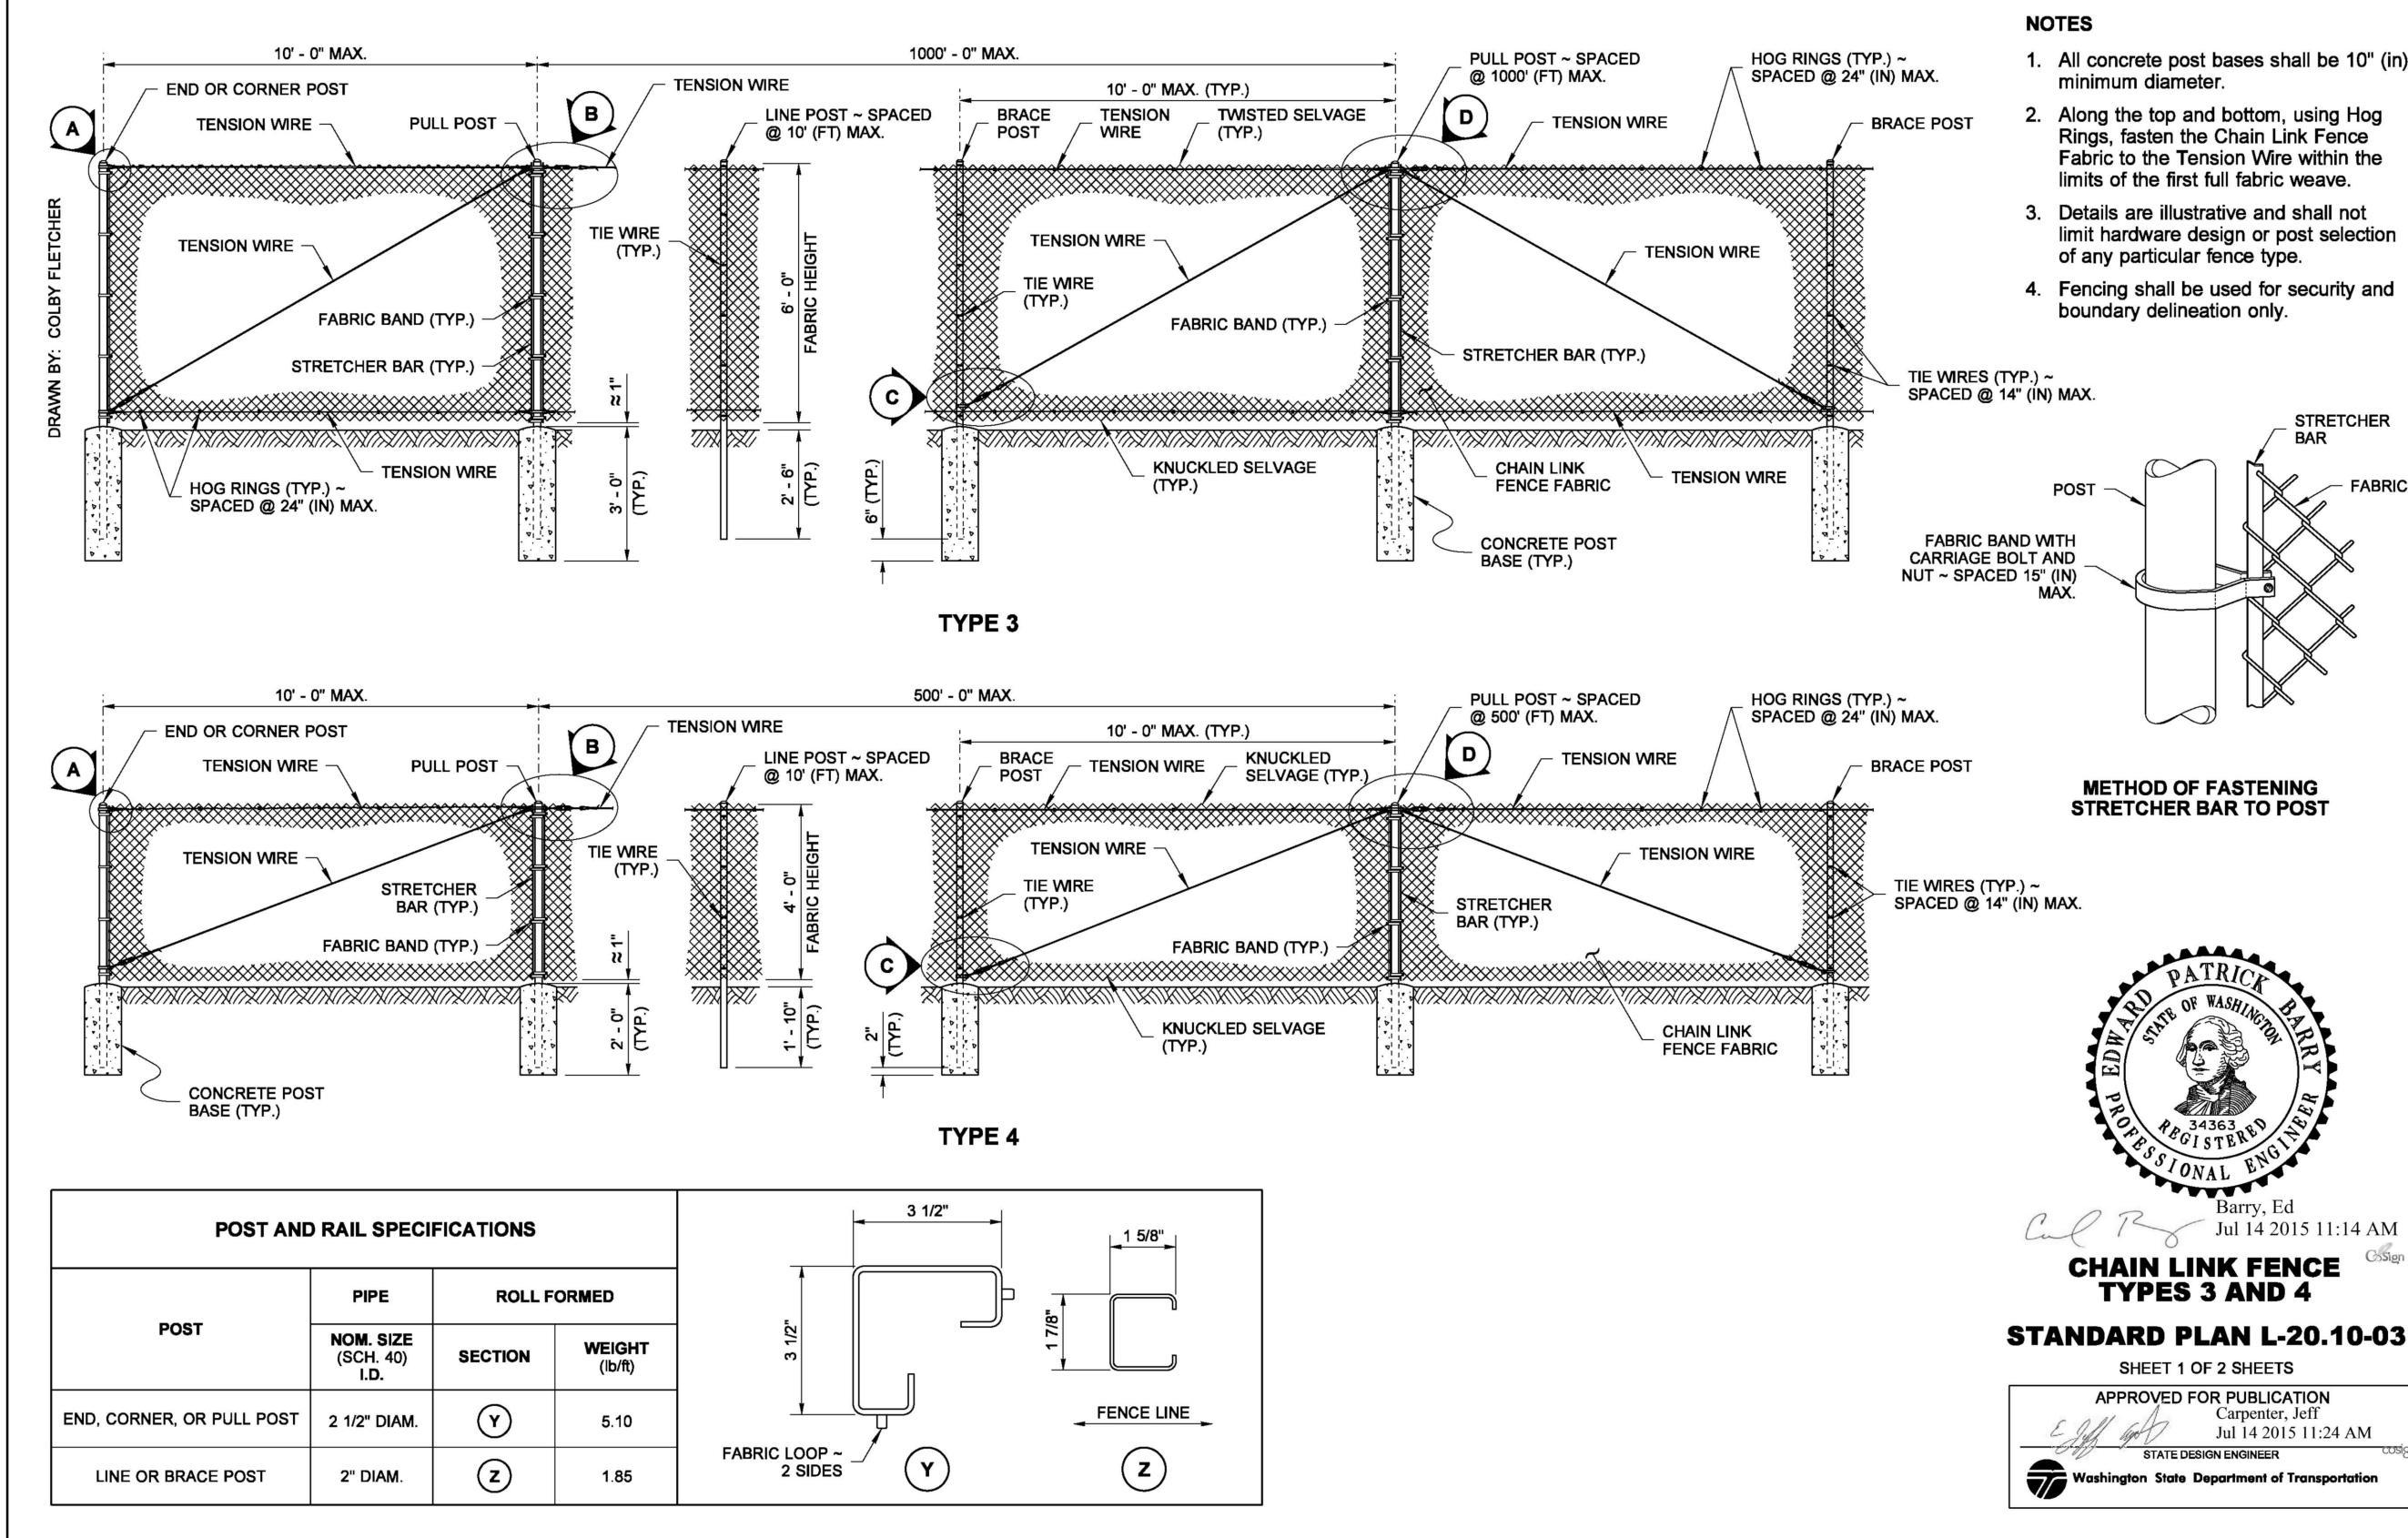 DRAWN BY: COLBY FLETCHER
10' - 0" MAX.
1000' - 0" MAX.
END OR CORNER POST
A
TENSION WIRE
PULL POST
B
TENSION WIRE
LINE POST ~ SPACED
@ 10' (FT) MAX.
10' - 0" MAX. (TYP.)
BRACE
POST
TENSION
WIRE
TWISTED SELVAGE
(TYP.)
PULL POST ~ SPACED
@ 1000' (FT) MAX.
D
TENSION WIRE
HOG RINGS (TYP.) ~
SPACED @ 24" (IN) MAX.
BRACE POST
TENSION WIRE
TIE WIRE
(TYP.)
FABRIC BAND (TYP.)
STRETCHER BAR (TYP.)
≈ 1"
6' - 0"
FABRIC HEIGHT
TENSION WIRE
TIE WIRE
(TYP.)
FABRIC BAND (TYP.)
C
TENSION WIRE
STRETCHER BAR (TYP.)
TIE WIRES (TYP.) ~
SPACED @ 14" (IN) MAX.
HOG RINGS (TYP.) ~
SPACED @ 24" (IN) MAX.
TENSION WIRE
3' - 0"
(TYP.)
2' - 6"
(TYP.)
6" (TYP.)
KNUCKLED SELVAGE
(TYP.)
CHAIN LINK
FENCE FABRIC
TENSION WIRE
CONCRETE POST
BASE (TYP.)
TYPE 3
10' - 0" MAX.
500' - 0" MAX.
END OR CORNER POST
A
TENSION WIRE
PULL POST
B
TENSION WIRE
LINE POST ~ SPACED
@ 10' (FT) MAX.
10' - 0" MAX. (TYP.)
BRACE
POST
TENSION WIRE
KNUCKLED
SELVAGE (TYP.)
PULL POST ~ SPACED
@ 500' (FT) MAX.
D
TENSION WIRE
HOG RINGS (TYP.) ~
SPACED @ 24" (IN) MAX.
BRACE POST
TENSION WIRE
STRETCHER
BAR (TYP.)
FABRIC BAND (TYP.)
TIE WIRE
(TYP.)
≈ 1"
4' - 0"
FABRIC HEIGHT
TENSION WIRE
TIE WIRE
(TYP.)
FABRIC BAND (TYP.)
C
TENSION WIRE
STRETCHER
BAR (TYP.)
TIE WIRES (TYP.) ~
SPACED @ 14" (IN) MAX.
CONCRETE POST
BASE (TYP.)
2' - 0"
(TYP.)
1' - 10"
(TYP.)
2"
(TYP.)
KNUCKLED SELVAGE
(TYP.)
CHAIN LINK
FENCE FABRIC
TYPE 4
POST AND RAIL SPECIFICATIONS
POST
PIPE
ROLL FORMED
NOM. SIZE
(SCH. 40)
I.D.
SECTION
WEIGHT
(lb/ft)
END, CORNER, OR PULL POST
2 1/2" DIAM.
Y
5.10
LINE OR BRACE POST
2" DIAM.
Z
1.85
3 1/2"
3 1/2"
FABRIC LOOP ~
2 SIDES
Y
1 5/8"
1 7/8"
FENCE LINE
Z
NOTES
1. All concrete post bases shall be 10" (in)
minimum diameter.
2. Along the top and bottom, using Hog
Rings, fasten the Chain Link Fence
Fabric to the Tension Wire within the
limits of the first full fabric weave.
3. Details are illustrative and shall not
limit hardware design or post selection
of any particular fence type.
4. Fencing shall be used for security and
boundary delineation only.
STRETCHER
BAR
POST
FABRIC
FABRIC BAND WITH
CARRIAGE BOLT AND
NUT ~ SPACED 15" (IN)
MAX.
METHOD OF FASTENING
STRETCHER BAR TO POST
EDWARD PATRICK BARRY
STATE OF WASHINGTON
34363
REGISTERED
PROFESSIONAL ENGINEER
Barry, Ed
Jul 14 2015 11:14 AM
CoSign
CHAIN LINK FENCE
TYPES 3 AND 4
STANDARD PLAN L-20.10-03
SHEET 1 OF 2 SHEETS
APPROVED FOR PUBLICATION
Carpenter, Jeff
Jul 14 2015 11:24 AM
STATE DESIGN ENGINEER
Washington State Department of Transportation